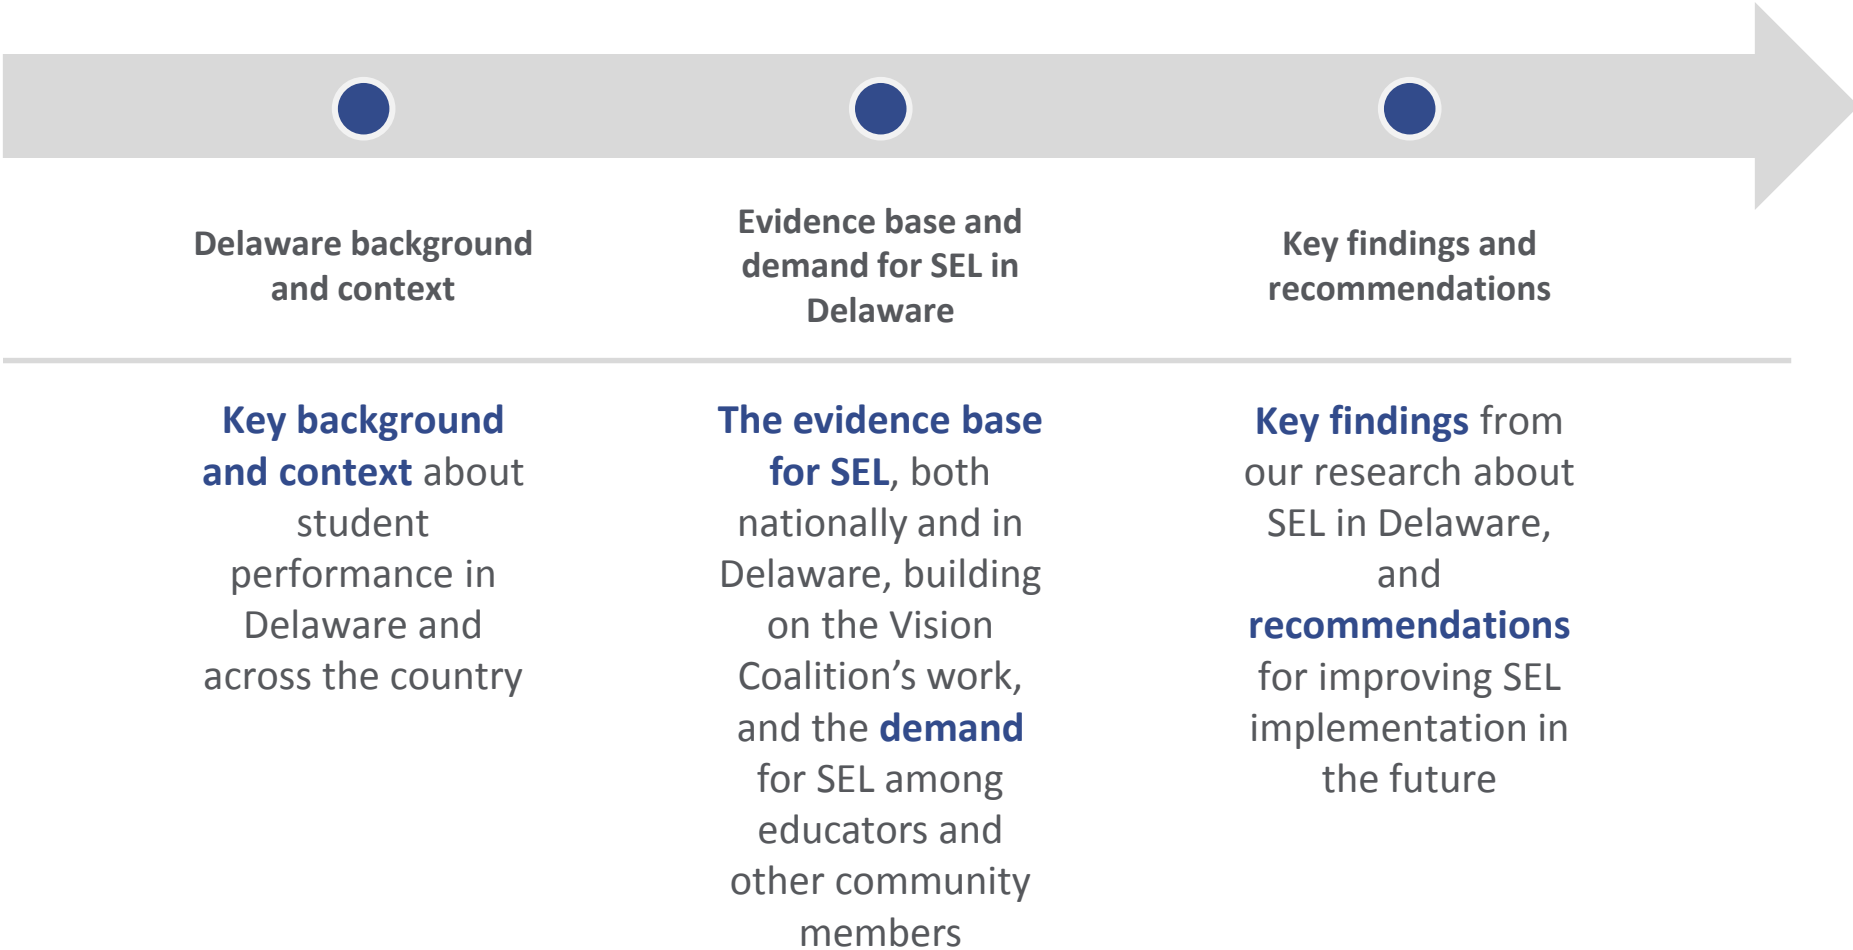 Delaware background
and context
Evidence base and
demand for SEL in
Delaware
Key findings and
recommendations
Key background
and context about
student
performance in
Delaware and
across the country
The evidence base
for SEL, both
nationally and in
Delaware, building
on the Vision
Coalition’s work,
and the demand
for SEL among
educators and
other community
members
Key findings from
our research about
SEL in Delaware,
and
recommendations
for improving SEL
implementation in
the future